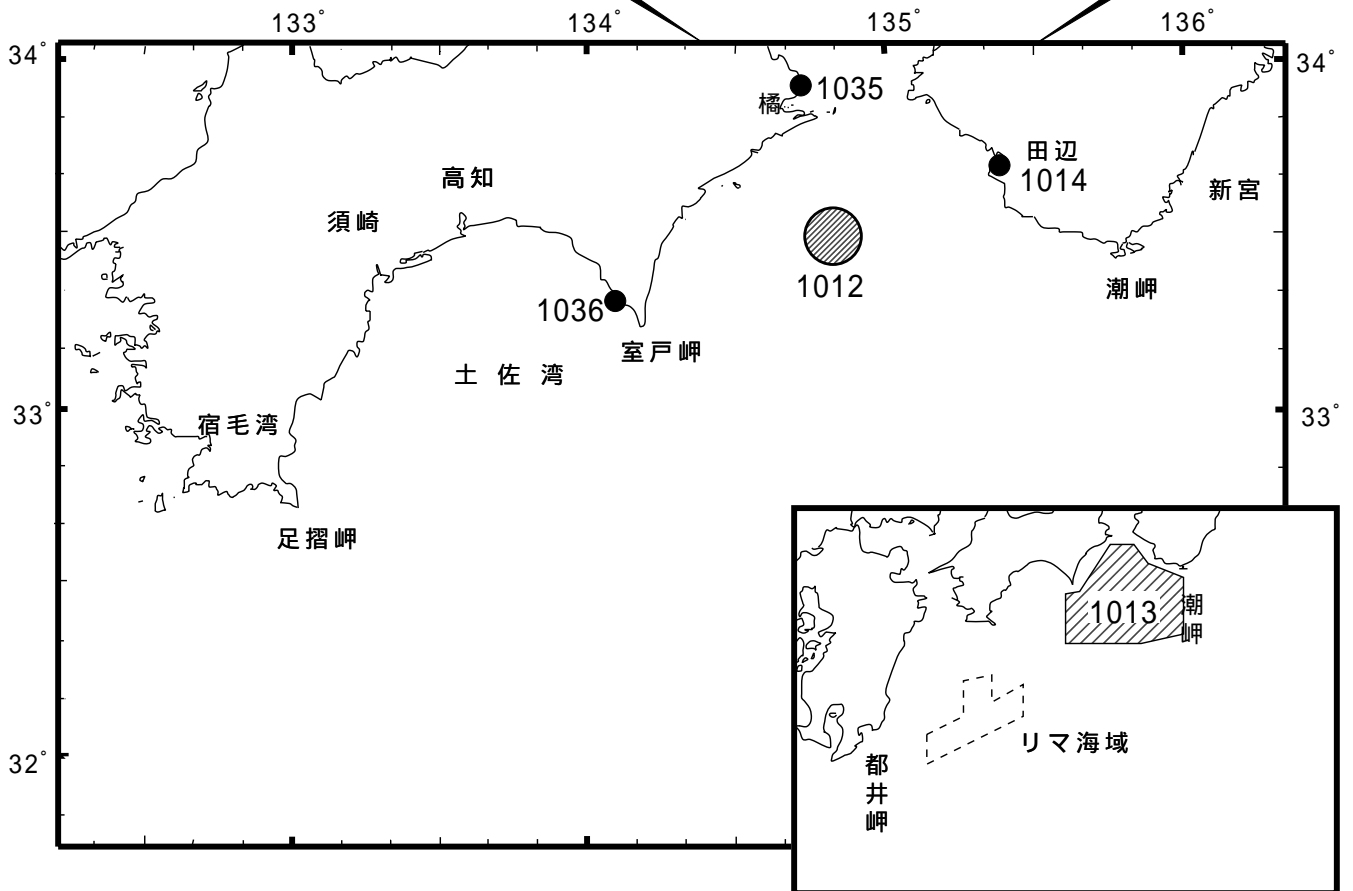 133°
134°
135°
136°
34°
34°
1035
橘
田辺
1014
高知
新宮
須崎
1012
潮岬
1036
室戸岬
土佐湾
33°
33°
宿毛湾
足摺岬
1013
潮
岬
リマ海域
32°
都
井
岬